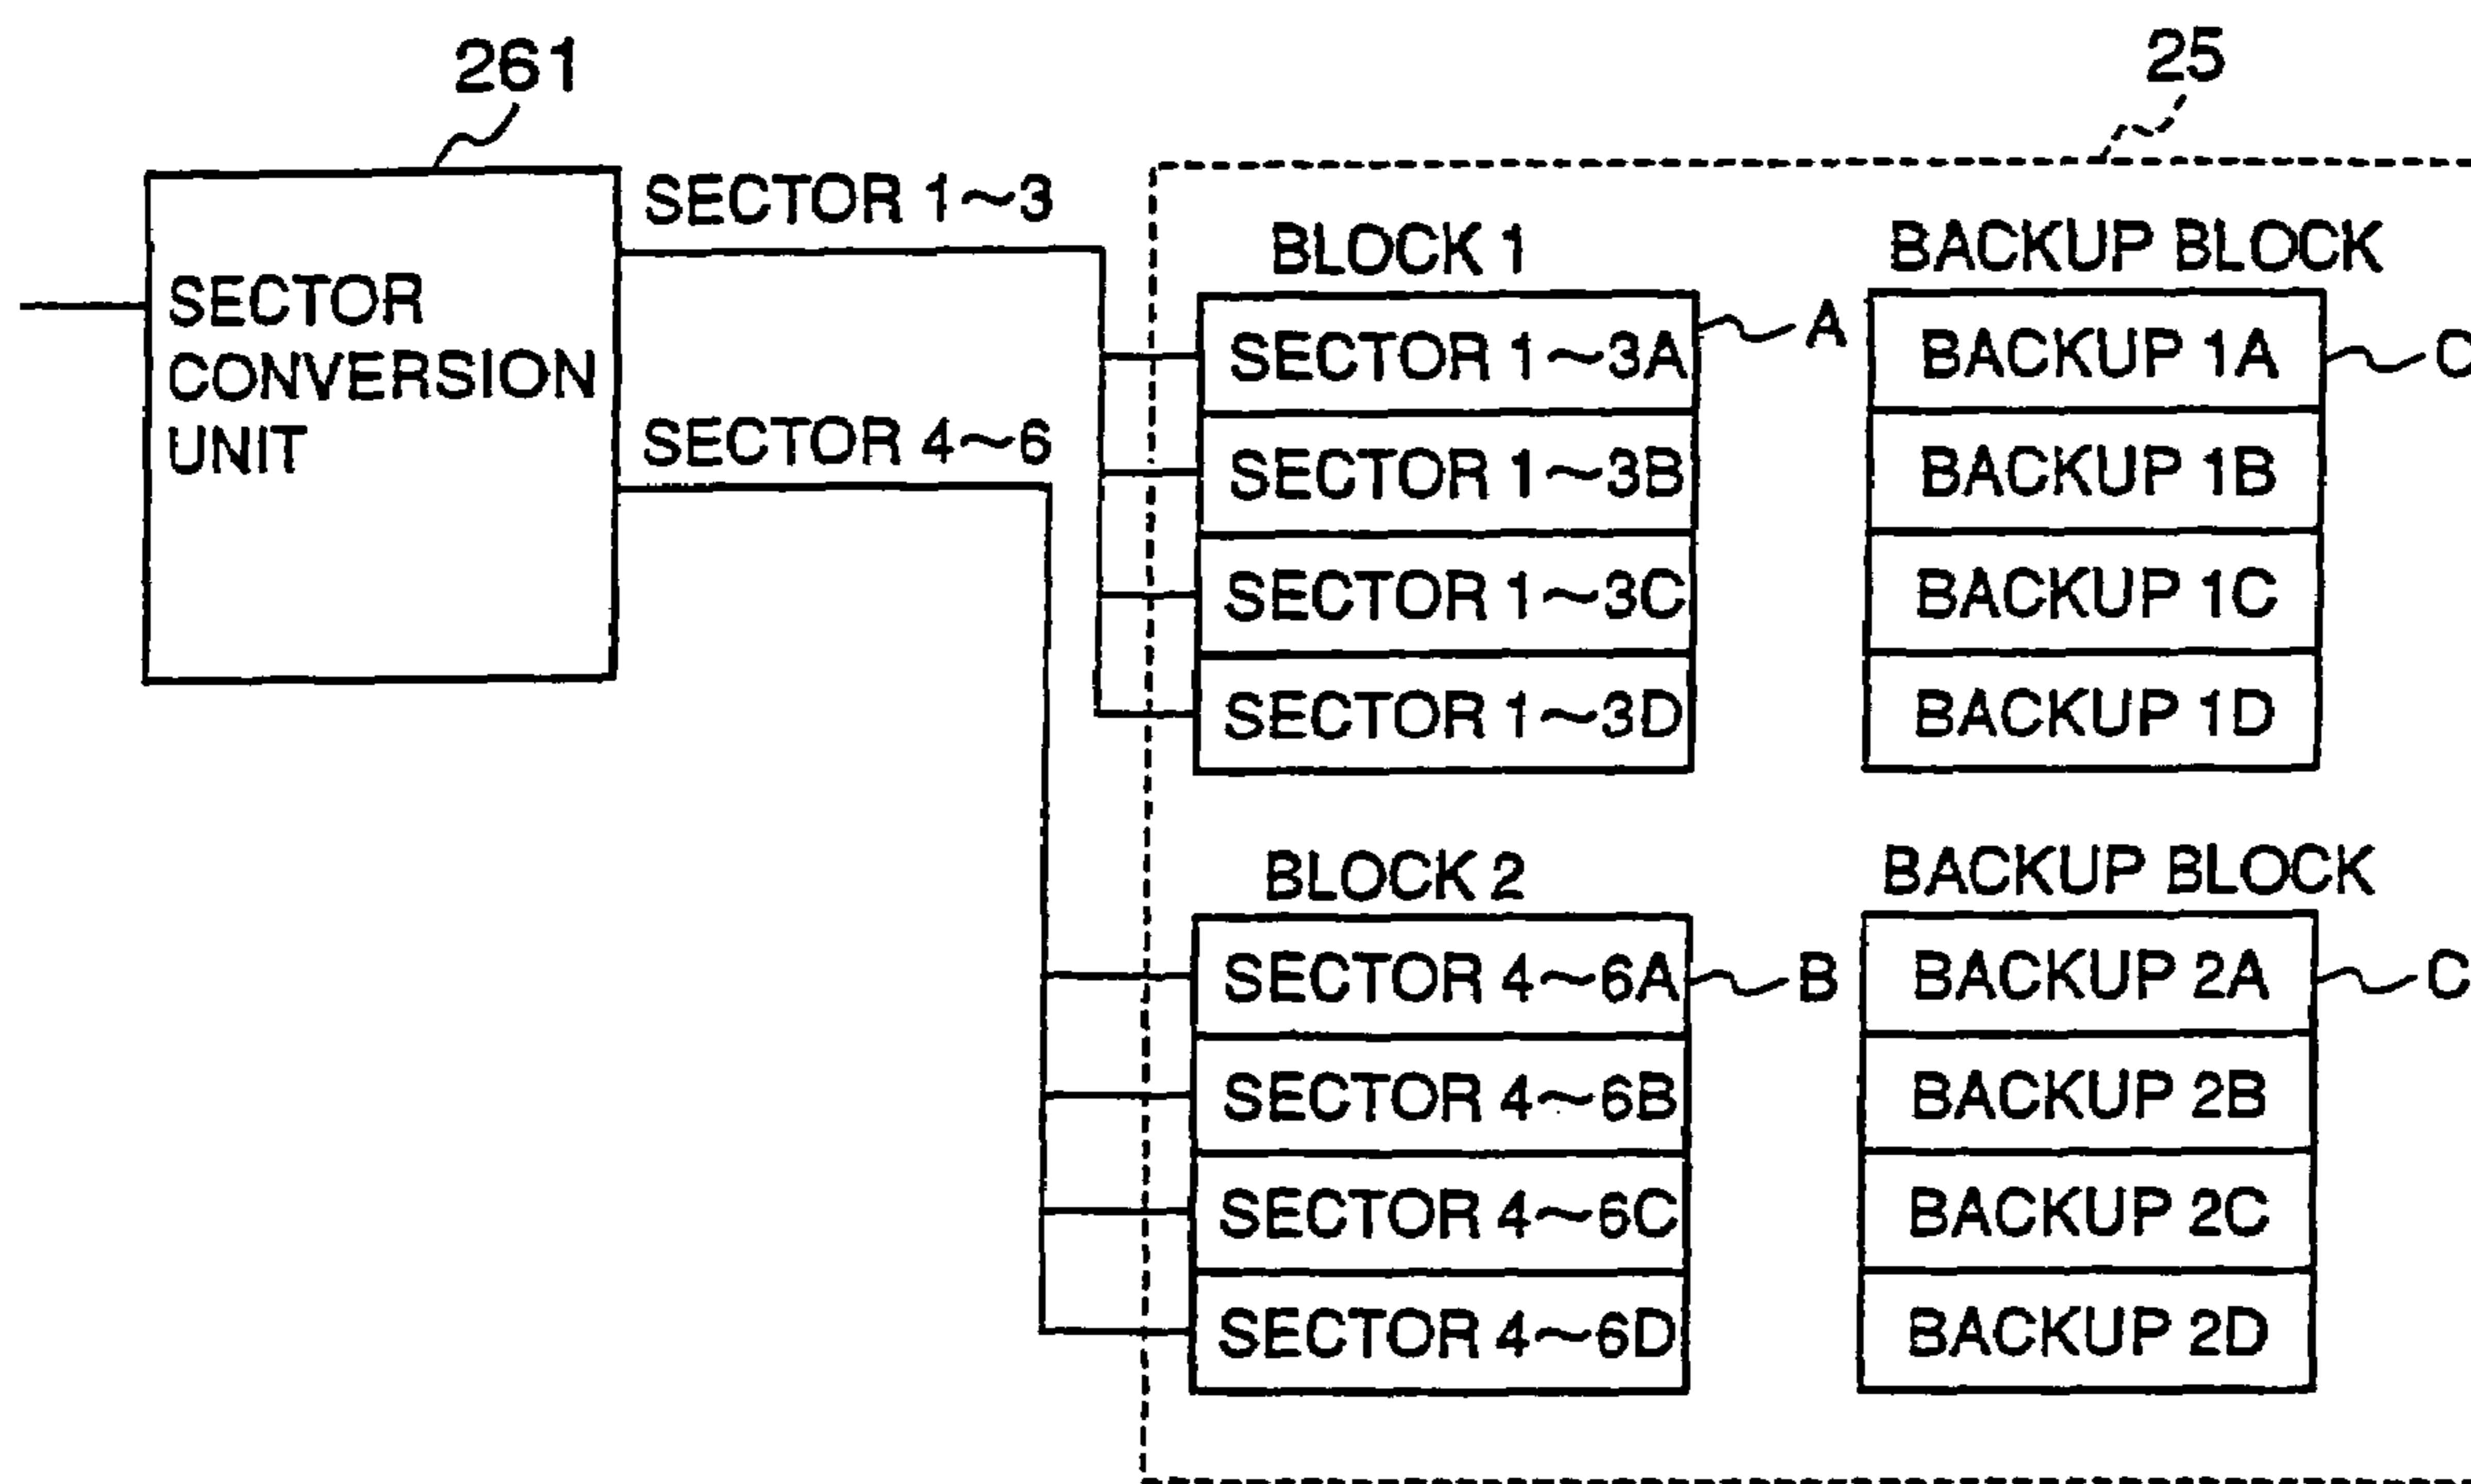 261
25
SECTOR 1~3
SECTOR
CONVERSION
UNIT
SECTOR 4~6
BLOCK 1
SECTOR 1~3A
A
SECTOR 1~3B
SECTOR 1~3C
SECTOR 1~3D
BACKUP BLOCK
BACKUP 1A
BACKUP 1B
BACKUP 1C
BACKUP 1D
BLOCK 2
SECTOR 4~6A
B
SECTOR 4~6B
SECTOR 4~6C
SECTOR 4~6D
BACKUP BLOCK
BACKUP 2A
C
BACKUP 2B
BACKUP 2C
BACKUP 2D